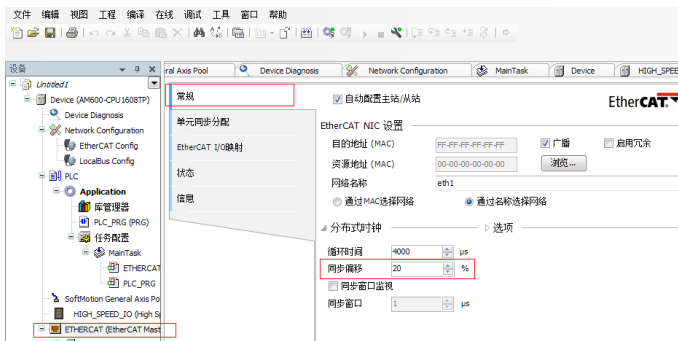 文件 编辑 视图 工程 编译 在线 调试 工具 窗口 帮助
设备
ral Axis Pool
Device Diagnosis
Network Configuration
MainTask
Device
HIGH_SPEED
Untitled1
Device (AM600-CPU1608TP)
Device Diagnosis
Network Configuration
EtherCAT Config
LocalBus Config
PLC
Application
库管理器
PLC_PRG (PRG)
任务配置
MainTask
ETHERCAT
PLC_PRG
SoftMotion General Axis Po
HIGH_SPEED_IO (High Sp
ETHERCAT (EtherCAT Mast
常规
单元同步分配
EtherCAT I/O映射
状态
信息
自动配置主站/从站
EtherCAT.
EtherCAT NIC 设置
目的地址 (MAC) FF-FF-FF-FF-FF-FF 广播 启用冗余
资源地址 (MAC) 00-00-00-00-00-00 浏览...
网络名称 eth1
通过MAC选择网络 通过名称选择网络
分布式时钟 选项
循环时间 4000 μs
同步偏移 20 %
同步窗口监视
同步窗口 1 μs